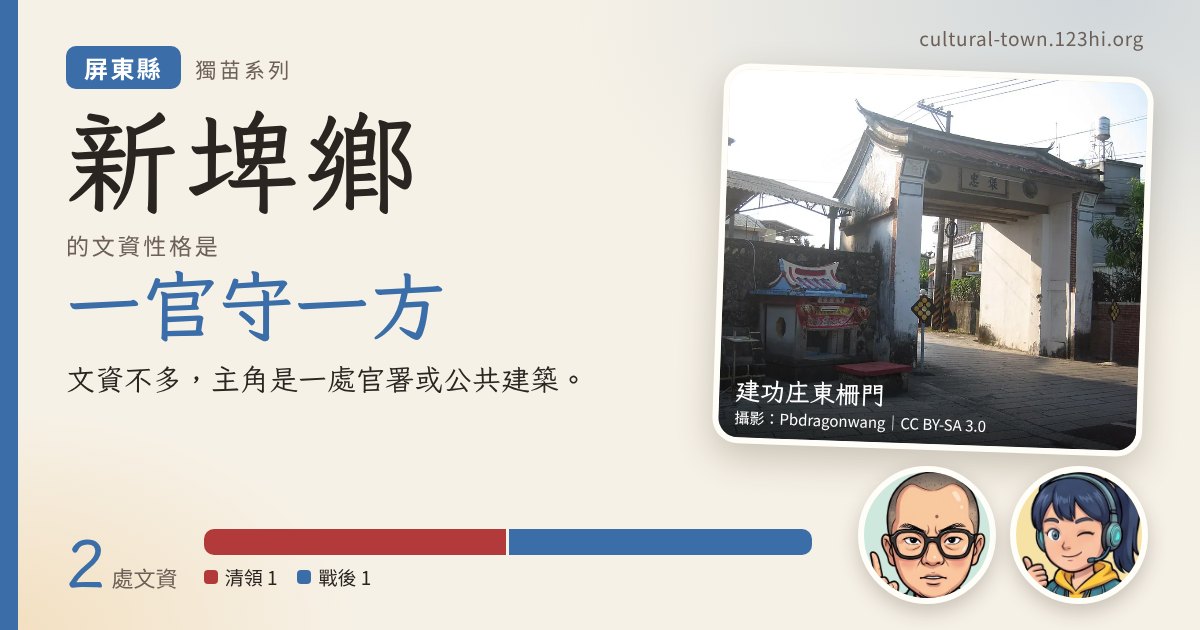 cultural-town.123hi.org
屏東縣 獨苗系列
新埤鄉
的文資性格是
一官守一方
文資不多，主角是一處官署或公共建築。
建功庄東柵門
攝影：Pbdragonwang｜CC BY-SA 3.0
2 處文資
清領 1 戰後 1